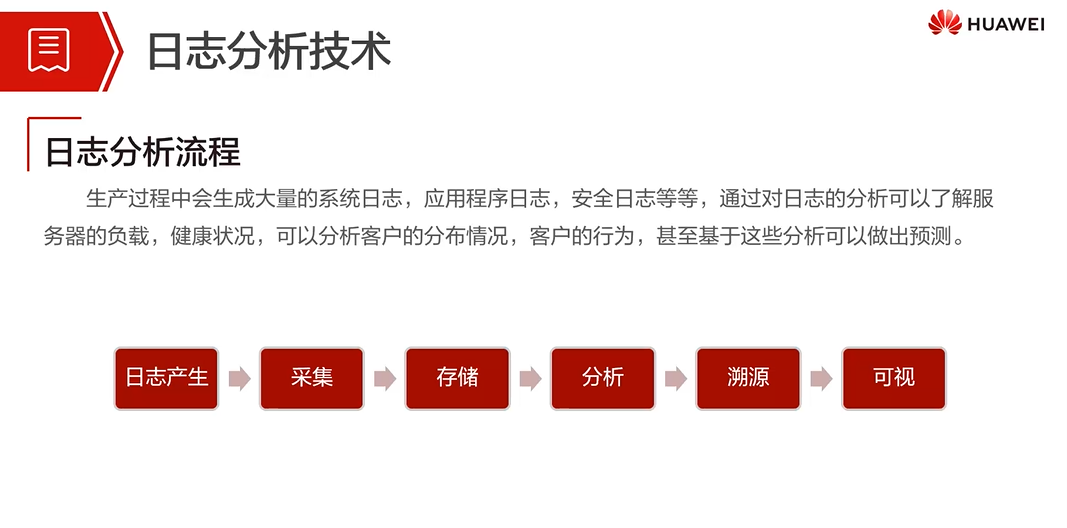 日志分析技术
HUAWEI
日志分析流程
生产过程中会生成大量的系统日志，应用程序日志，安全日志等等，通过对日志的分析可以了解服
务器的负载，健康状况，可以分析客户的分布情况，客户的行为，甚至基于这些分析可以做出预测。
日志产生
采集
存储
分析
溯源
可视